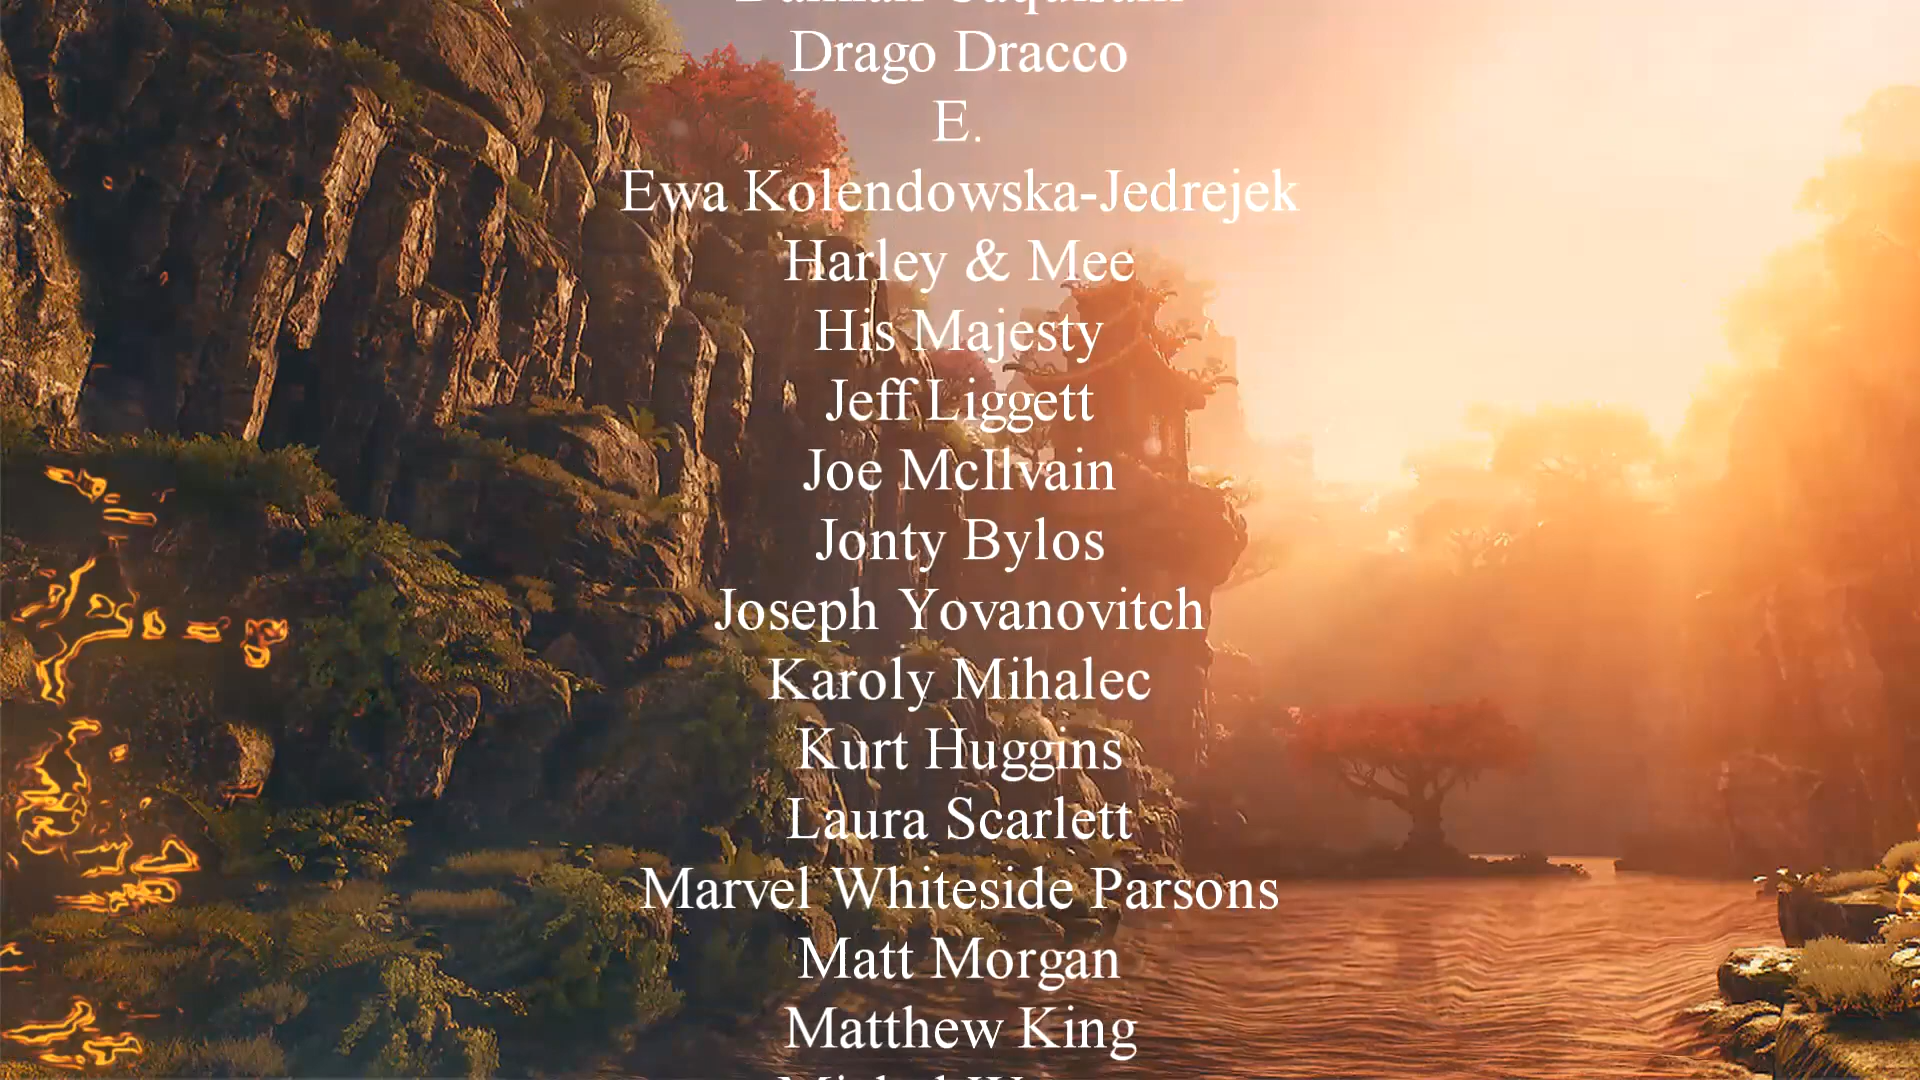 Drago Dracco
E.
Ewa Kolendowska-Jedrejek
Harley & Mee
His Majesty
Jeff Liggett
Joe McIlvain
Jonty Bylos
Joseph Yovanovitch
Karoly Mihalec
Kurt Huggins
Laura Scarlett
Marvel Whiteside Parsons
Matt Morgan
Matthew King